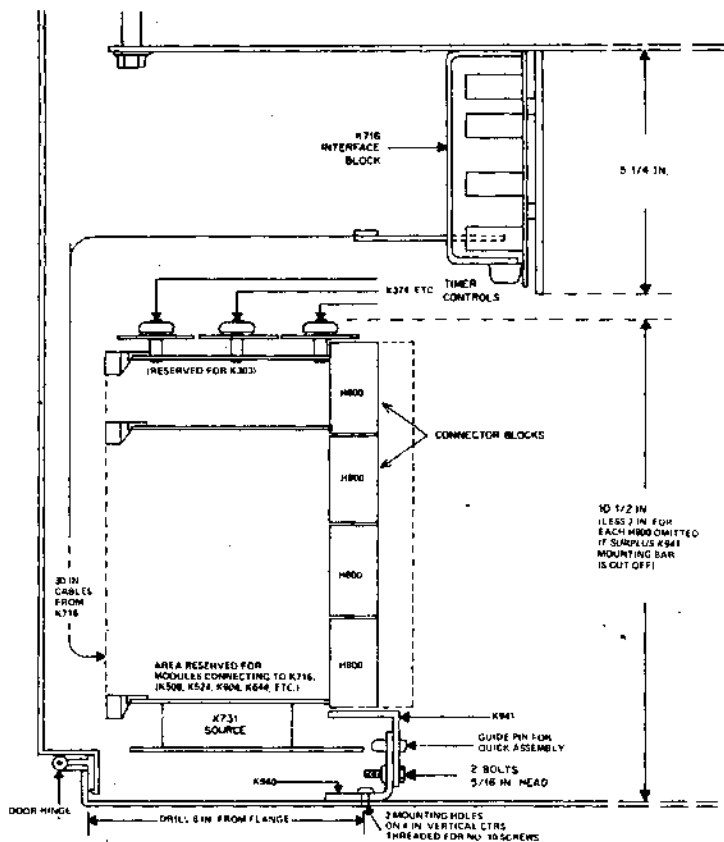 K716
INTERFACE
BLOCK
5 1/4 IN.
TIMER
K374 ETC
CONTROLS
(RESERVED FOR K303)
H800
CONNECTOR BLOCKS
H800
H800
H800
10 1/2 IN
(LESS 2 IN FOR
EACH H800 OMITTED
IF SURPLUS K941
MOUNTING BAR
IS CUT OFF)
30 IN
CABLES
FROM
K716
AREA RESERVED FOR
MODULES CONNECTING TO K716,
(K508, K524, K604, K644, ETC.)
K731
SOURCE
K941
GUIDE PIN FOR
QUICK ASSEMBLY
2 BOLTS
5/16 IN HEAD
K940
DOOR HINGE
DRILL 8 IN FROM FLANGE
2 MOUNTING HOLES
ON 4 IN VERTICAL CTRS
THREADED FOR NO. 10 SCREWS